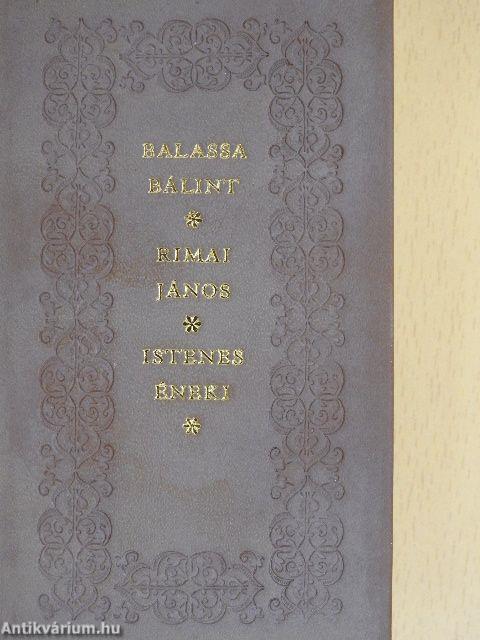 BALASSA
BÁLINT
RIMAI
JÁNOS
ISTENES
ÉNEKI
Antikvárium.hu